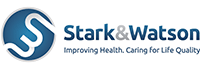 Stark&Watson
Improving Health. Caring for Life Quality